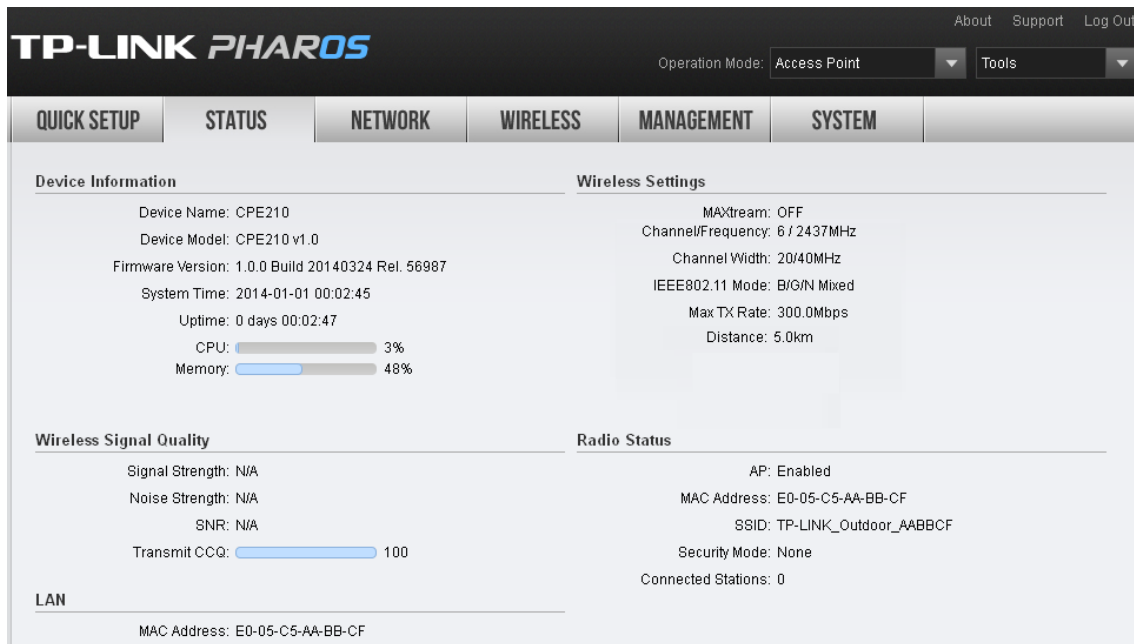 About Support Log Out
TP-LINK PHAROS
Operation Mode: Access Point Tools
QUICK SETUP STATUS NETWORK WIRELESS MANAGEMENT SYSTEM
Device Information
Device Name: CPE210
Device Model: CPE210 v1.0
Firmware Version: 1.0.0 Build 20140324 Rel. 56987
System Time: 2014-01-01 00:02:45
Uptime: 0 days 00:02:47
CPU: 3%
Memory: 48%
Wireless Settings
MAXtream: OFF
Channel/Frequency: 6 / 2437MHz
Channel Width: 20/40MHz
IEEE802.11 Mode: B/G/N Mixed
Max TX Rate: 300.0Mbps
Distance: 5.0km
Wireless Signal Quality
Signal Strength: N/A
Noise Strength: N/A
SNR: N/A
Transmit CCQ: 100
Radio Status
AP: Enabled
MAC Address: E0-05-C5-AA-BB-CF
SSID: TP-LINK_Outdoor_AABBCF
Security Mode: None
Connected Stations: 0
LAN
MAC Address: E0-05-C5-AA-BB-CF